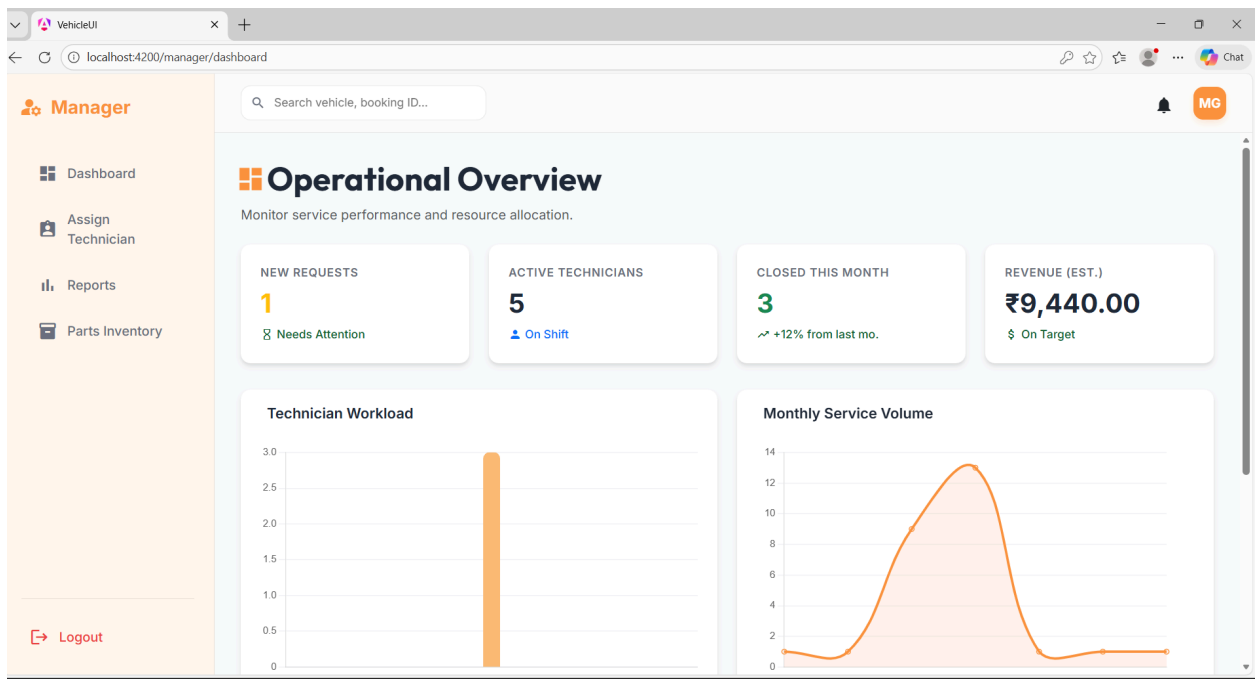 VehicleUI
localhost:4200/manager/dashboard
Chat
Manager
Search vehicle, booking ID...
MG
Dashboard
Assign
Technician
Reports
Parts Inventory
Logout
Operational Overview
Monitor service performance and resource allocation.
NEW REQUESTS
1
Needs Attention
ACTIVE TECHNICIANS
5
On Shift
CLOSED THIS MONTH
3
+12% from last mo.
REVENUE (EST.)
₹9,440.00
$ On Target
Technician Workload
3.0
2.5
2.0
1.5
1.0
0.5
0
Monthly Service Volume
14
12
10
8
6
4
2
0